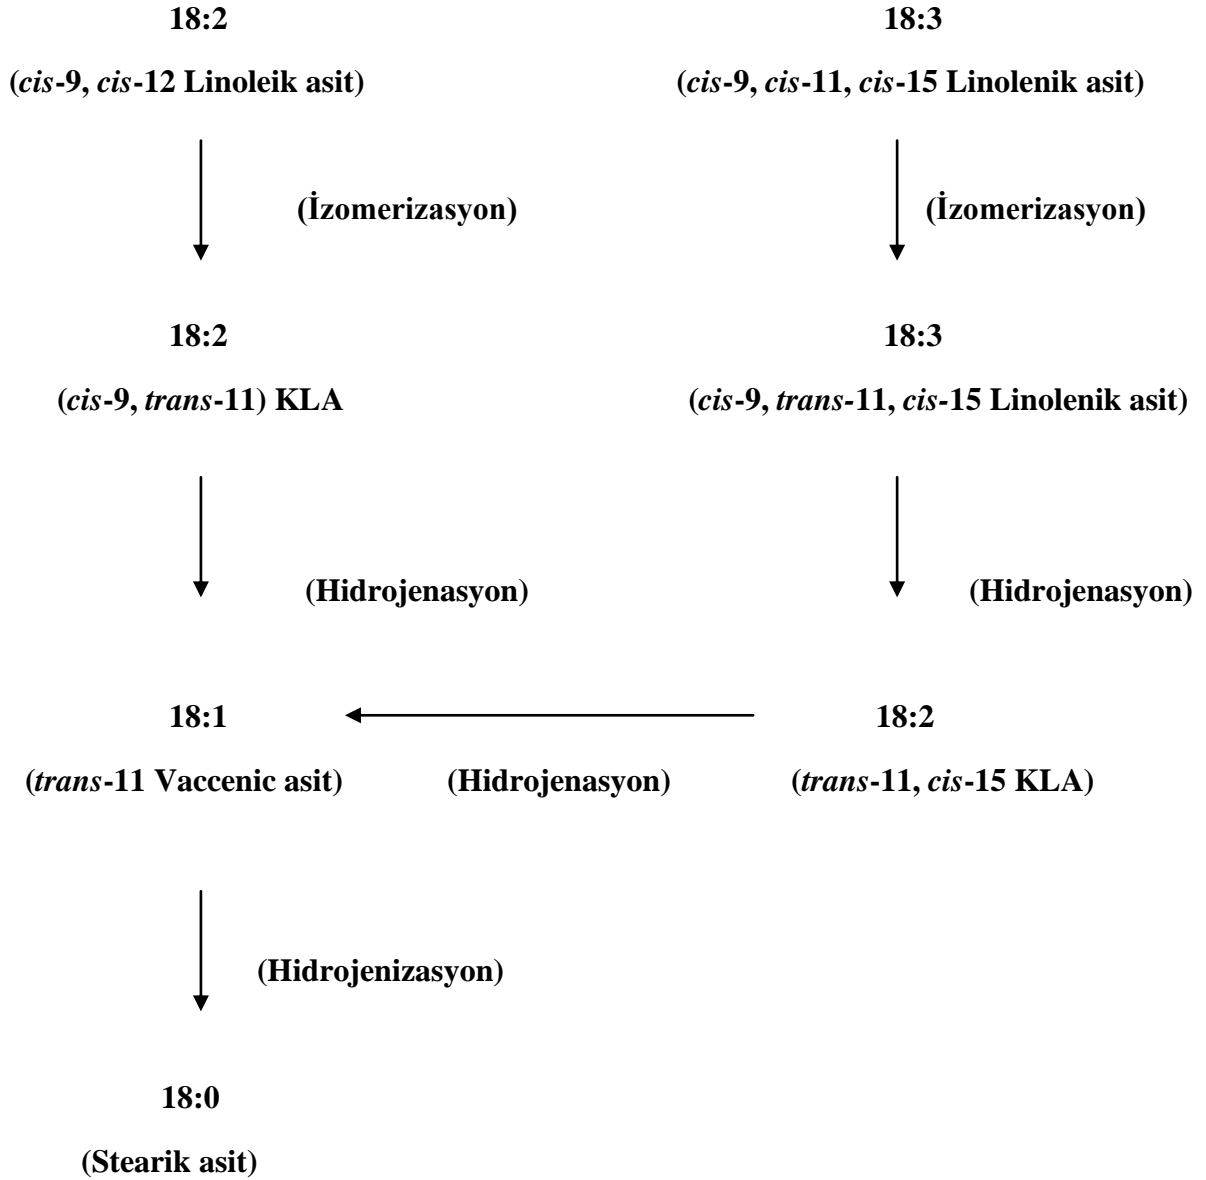 18:2 18:3
(cis-9, cis-12 Linoleik asit) (cis-9, cis-11, cis-15 Linolenik asit)
(İzomerizasyon) (İzomerizasyon)
18:2 18:3
(cis-9, trans-11) KLA (cis-9, trans-11, cis-15 Linolenik asit)
(Hidrojenasyon) (Hidrojenasyon)
18:1 18:2
(trans-11 Vaccenic asit) (Hidrojenasyon) (trans-11, cis-15 KLA)
(Hidrojenizasyon)
18:0
(Stearik asit)